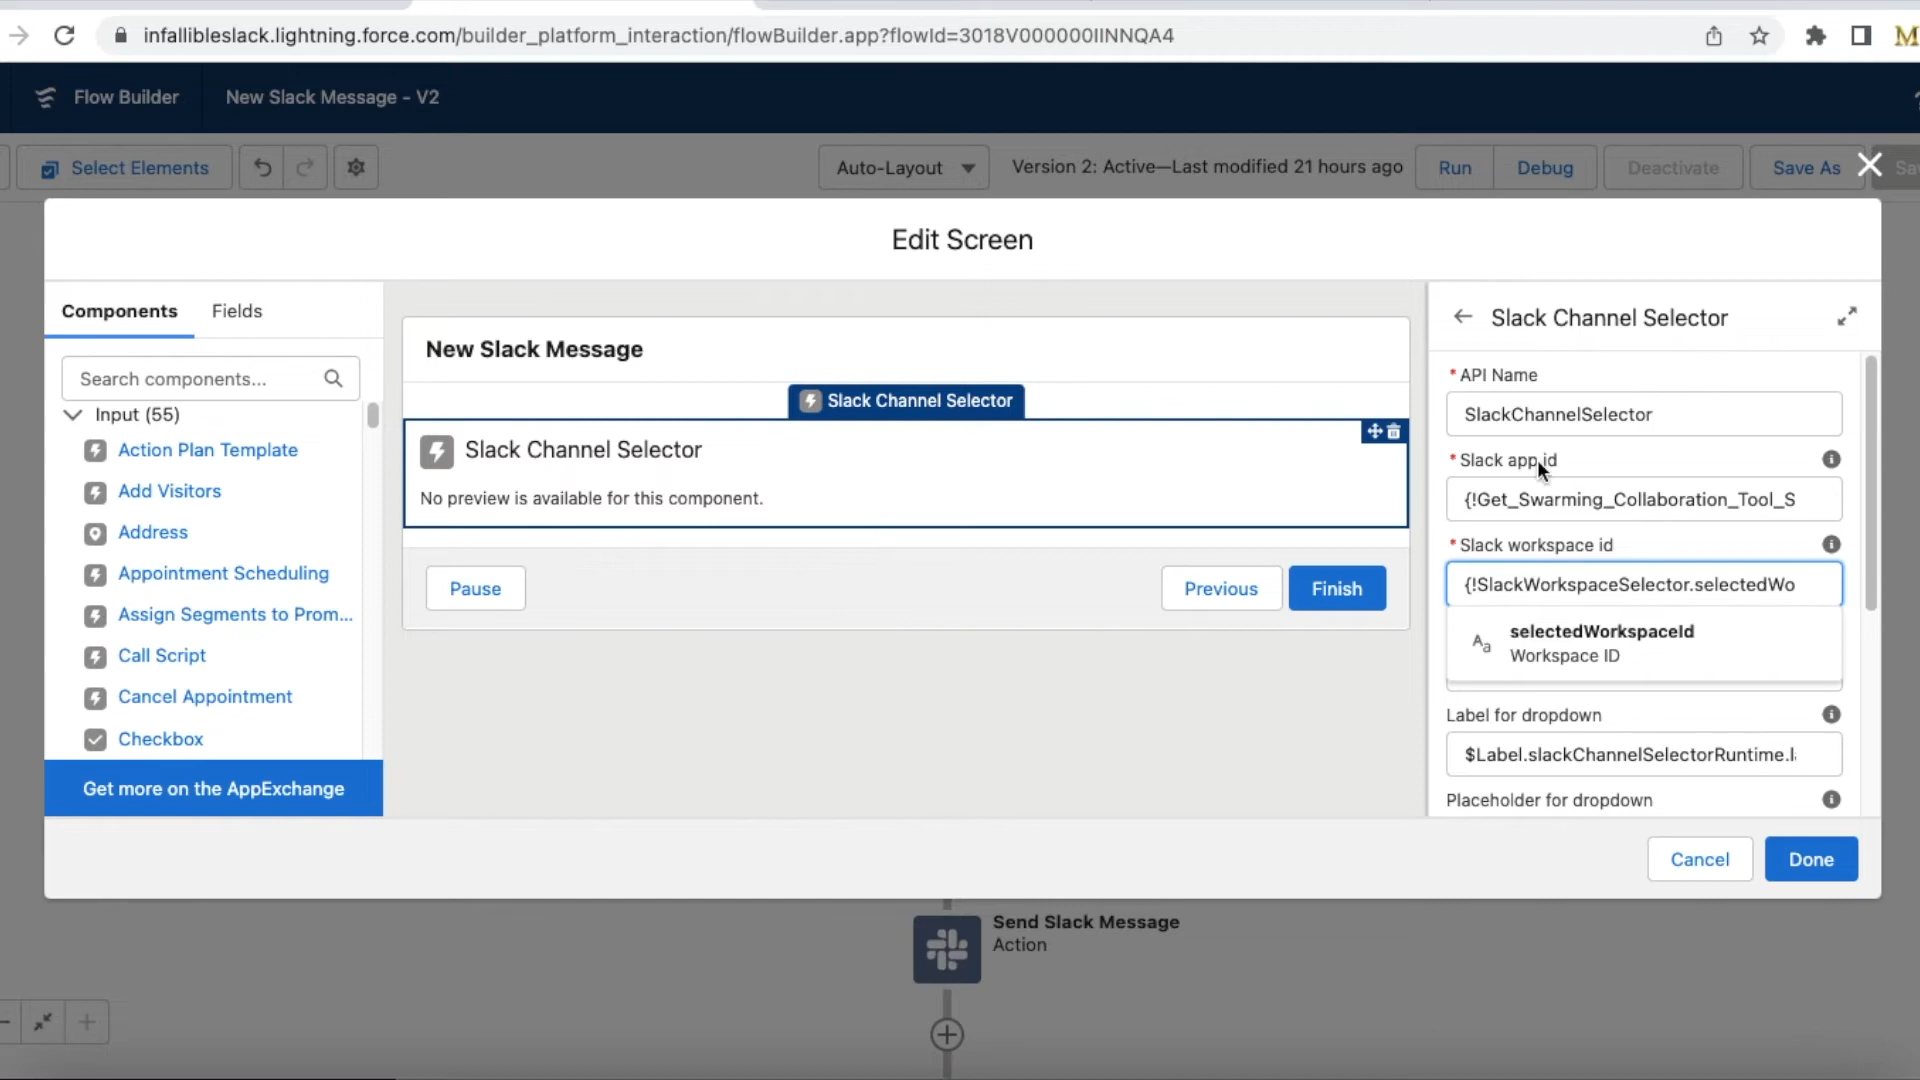 infallibleslack.lightning.force.com/builder_platform_interaction/flowBuilder.app?flowId=3018V000000IINNQA4
M
Flow Builder
New Slack Message - V2
Select Elements
Auto-Layout
Version 2: Active—Last modified 21 hours ago
Run
Debug
Deactivate
Save As
Edit Screen
Components
Fields
Search components...
Input (55)
Action Plan Template
Add Visitors
Address
Appointment Scheduling
Assign Segments to Prom...
Call Script
Cancel Appointment
Checkbox
Get more on the AppExchange
New Slack Message
Slack Channel Selector
Slack Channel Selector
No preview is available for this component.
Pause
Previous
Finish
Slack Channel Selector
* API Name
SlackChannelSelector
* Slack app id
{!Get_Swarming_Collaboration_Tool_S
* Slack workspace id
{!SlackWorkspaceSelector.selectedWo
Aa
selectedWorkspaceId
Workspace ID
Label for dropdown
$Label.slackChannelSelectorRuntime.l
Placeholder for dropdown
Cancel
Done
Send Slack Message
Action